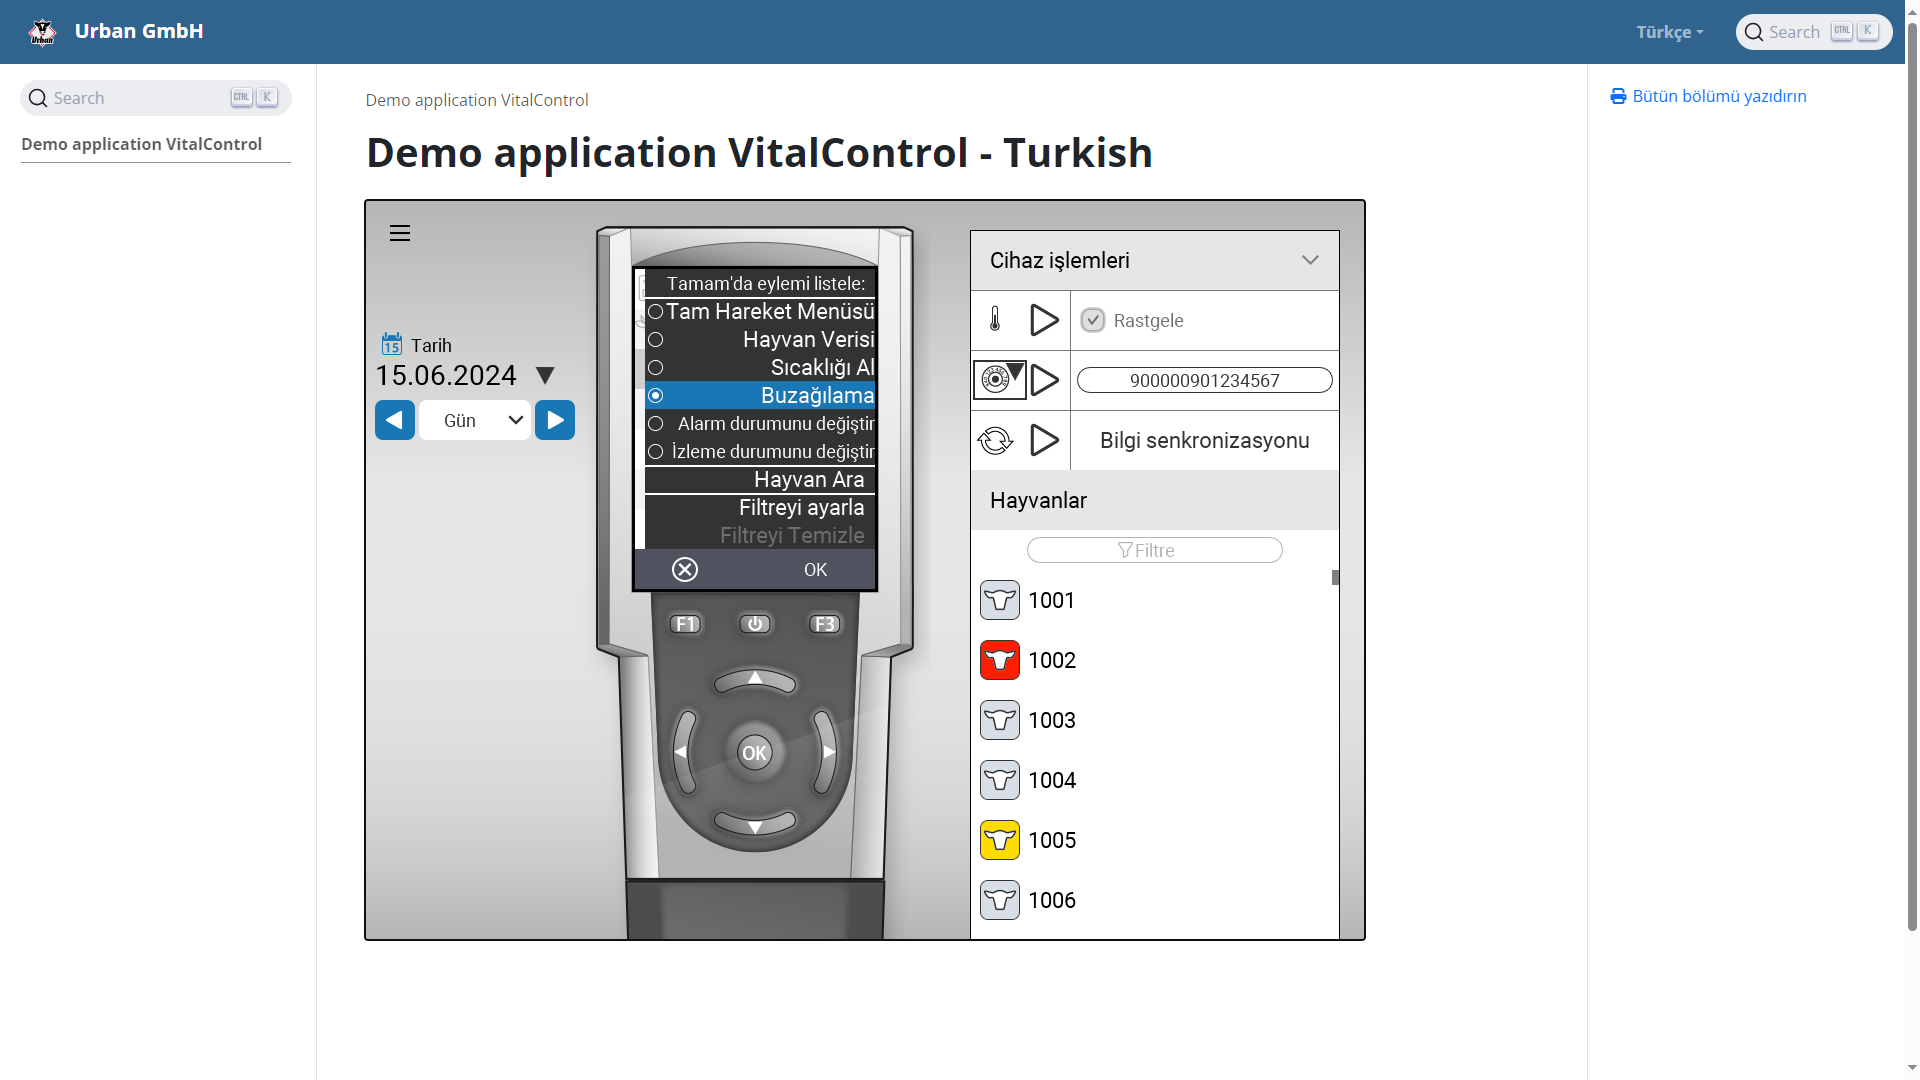 Urban GmbH
Türkçe
Search CTRL K
Search CTRL K
Demo application VitalControl
Demo application VitalControl
Demo application VitalControl - Turkish
Bütün bölümü yazıdırın
15 Tarih
15.06.2024
Gün
Tamam'da eylemi listele:
Tam Hareket Menüsü
Hayvan Verisi
Sıcaklığı Al
Buzağılama
Alarm durumunu değiştir
İzleme durumunu değiştir
Hayvan Ara
Filtreyi ayarla
Filtreyi Temizle
OK
F1
F3
OK
Cihaz işlemleri
Rastgele
900000901234567
Bilgi senkronizasyonu
Hayvanlar
Filtre
1001
1002
1003
1004
1005
1006